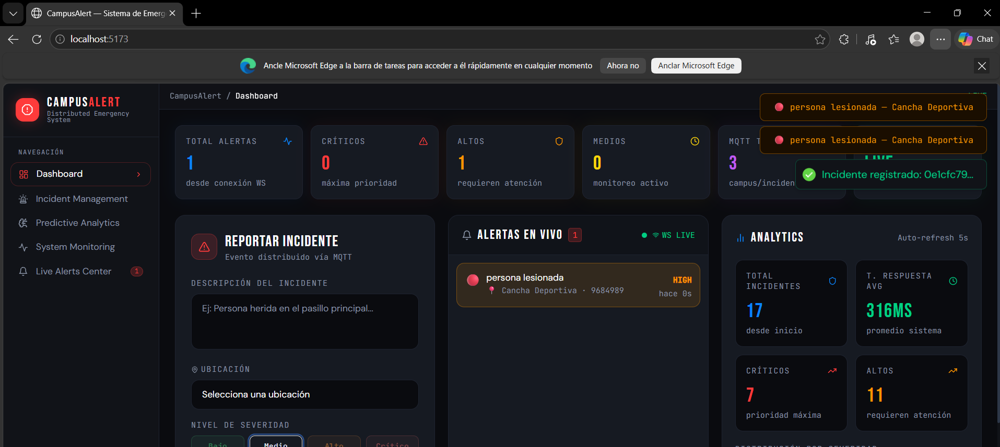 CampusAlert — Sistema de Emerg
localhost:5173
Chat
Ancle Microsoft Edge a la barra de tareas para acceder a él rápidamente en cualquier momento
Ahora no
Anclar Microsoft Edge
CAMPUSALERT
Distributed Emergency
System
NAVEGACIÓN
Dashboard
Incident Management
Predictive Analytics
System Monitoring
Live Alerts Center
1
CampusAlert / Dashboard
persona lesionada — Cancha Deportiva
persona lesionada — Cancha Deportiva
Incidente registrado: 0e1cfc79...
TOTAL ALERTAS
1
desde conexión WS
CRÍTICOS
0
máxima prioridad
ALTOS
1
requieren atención
MEDIOS
0
monitoreo activo
MQTT T
3
campus/inciden
LIVE
REPORTAR INCIDENTE
Evento distribuido vía MQTT
DESCRIPCIÓN DEL INCIDENTE
Ej: Persona herida en el pasillo principal...
UBICACIÓN
Selecciona una ubicación
NIVEL DE SEVERIDAD
Bajo
Medio
Alto
Crítico
ALERTAS EN VIVO 1
WS LIVE
persona lesionada
HIGH
Cancha Deportiva · 9684989
hace 0s
ANALYTICS
Auto-refresh 5s
TOTAL
INCIDENTES
17
desde inicio
T. RESPUESTA
AVG
316MS
promedio sistema
CRÍTICOS
7
prioridad máxima
ALTOS
11
requieren atención